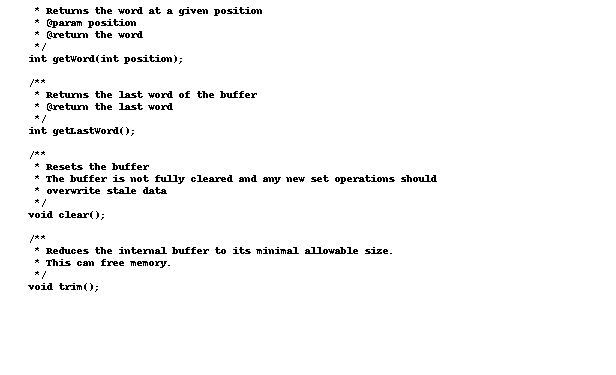 * Returns the word at a given position
* @param position
* @return the word
*/
int getWord(int position);
/**
* Returns the last word of the buffer
* @return the last word
*/
int getLastWord();
/**
* Resets the buffer
* The buffer is not fully cleared and any new set operations should
* overwrite stale data
*/
void clear();
/**
* Reduces the internal buffer to its minimal allowable size.
* This can free memory.
*/
void trim();